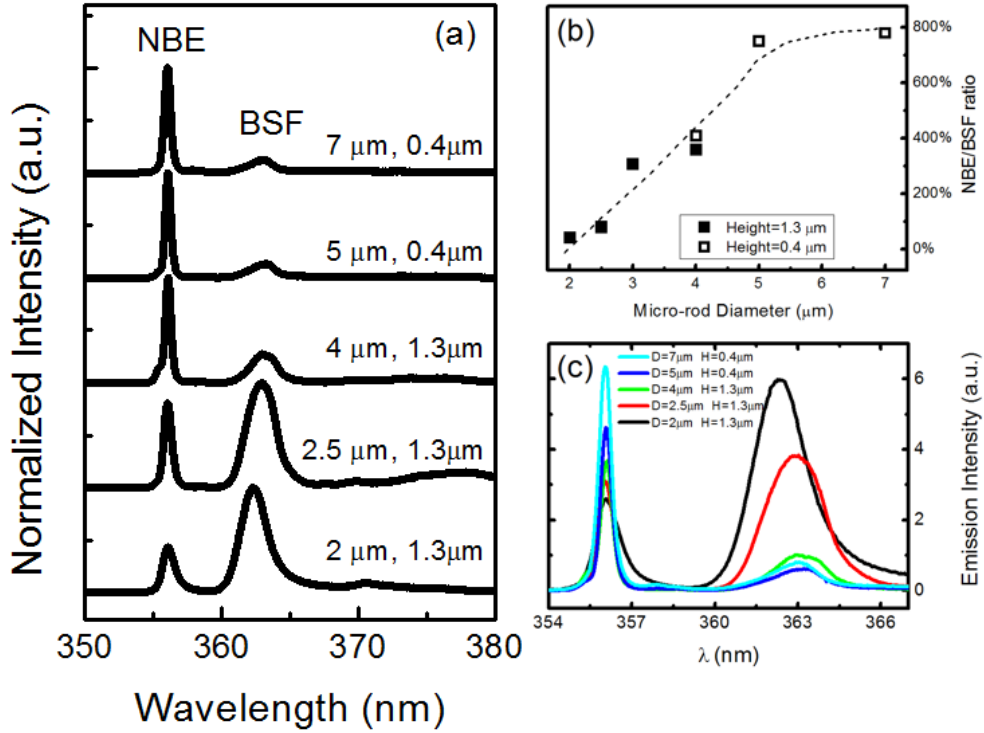 (a)
NBE
BSF
7 μm, 0.4μm
5 μm, 0.4μm
4 μm, 1.3μm
2.5 μm, 1.3μm
2 μm, 1.3μm
Normalized Intensity (a.u.)
350 360 370 380
Wavelength (nm)
(b)
800%
600%
400%
200%
0%
NBE/BSF ratio
Height=1.3 μm
Height=0.4 μm
2 3 4 5 6 7
Micro-rod Diameter (μm)
(c)
D=7μm H=0.4μm
D=5μm H=0.4μm
D=4μm H=1.3μm
D=2.5μm H=1.3μm
D=2μm H=1.3μm
6
4
2
0
Emission Intensity (a.u.)
354 357 360 363 366
λ (nm)